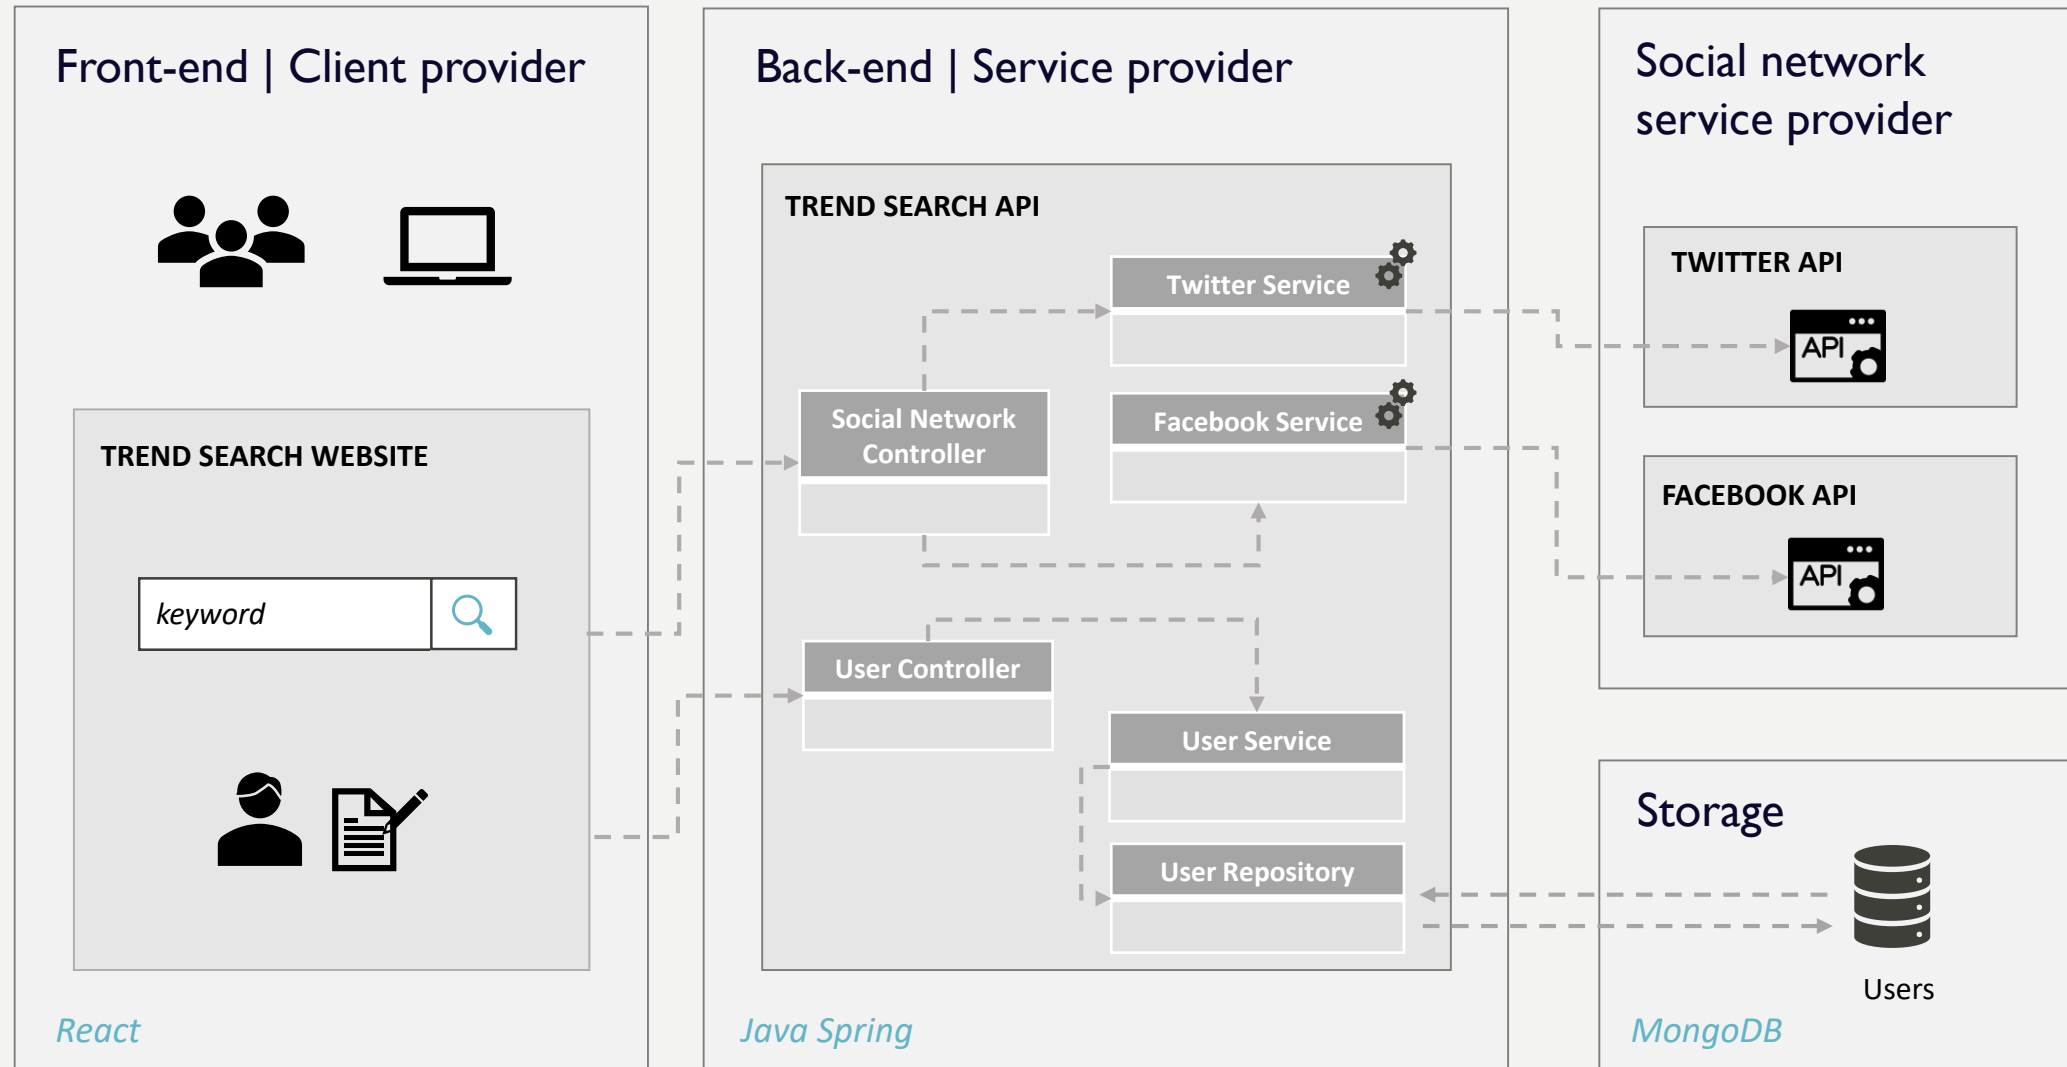 Front-end | Client provider
TREND SEARCH WEBSITE
keyword
React
Back-end | Service provider
TREND SEARCH API
Twitter Service
Social Network
Controller
Facebook Service
User Controller
User Service
User Repository
Java Spring
Social network
service provider
TWITTER API
API
FACEBOOK API
API
Storage
Users
MongoDB